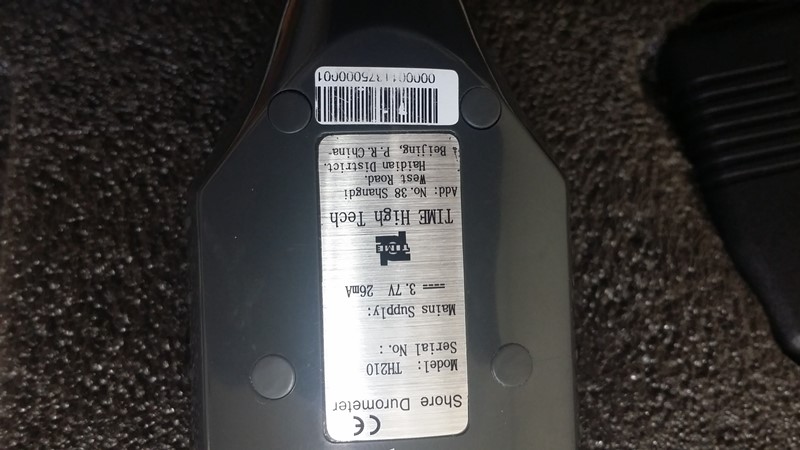 CE
Shore Durometer
Model: TH210
Serial No.:
Mains Supply:
⎓ 3.7V 26mA
TIME
TIME High Tech
Add: No.38 Shangdi
West Road.
Haidian District.
Beijing, P.R.China